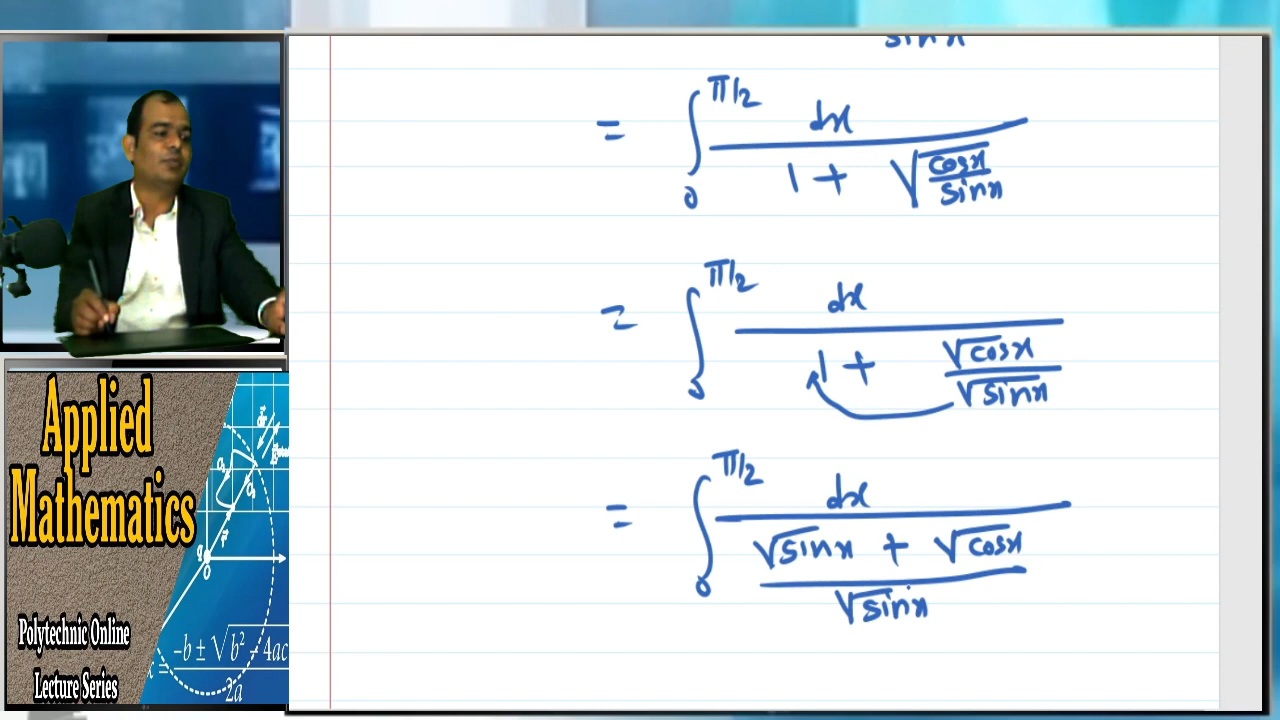 sinx
= ∫₀^π/2 dx / (1 + √(cosx/sinx))
= ∫₀^π/2 dx / (1 + √cosx/√sinx)
= ∫₀^π/2 dx / ((√sinx + √cosx)/√sinx)
Applied
Mathematics
Polytechnic Online
Lecture Series
x = (-b ± √(b² - 4ac)) / 2a